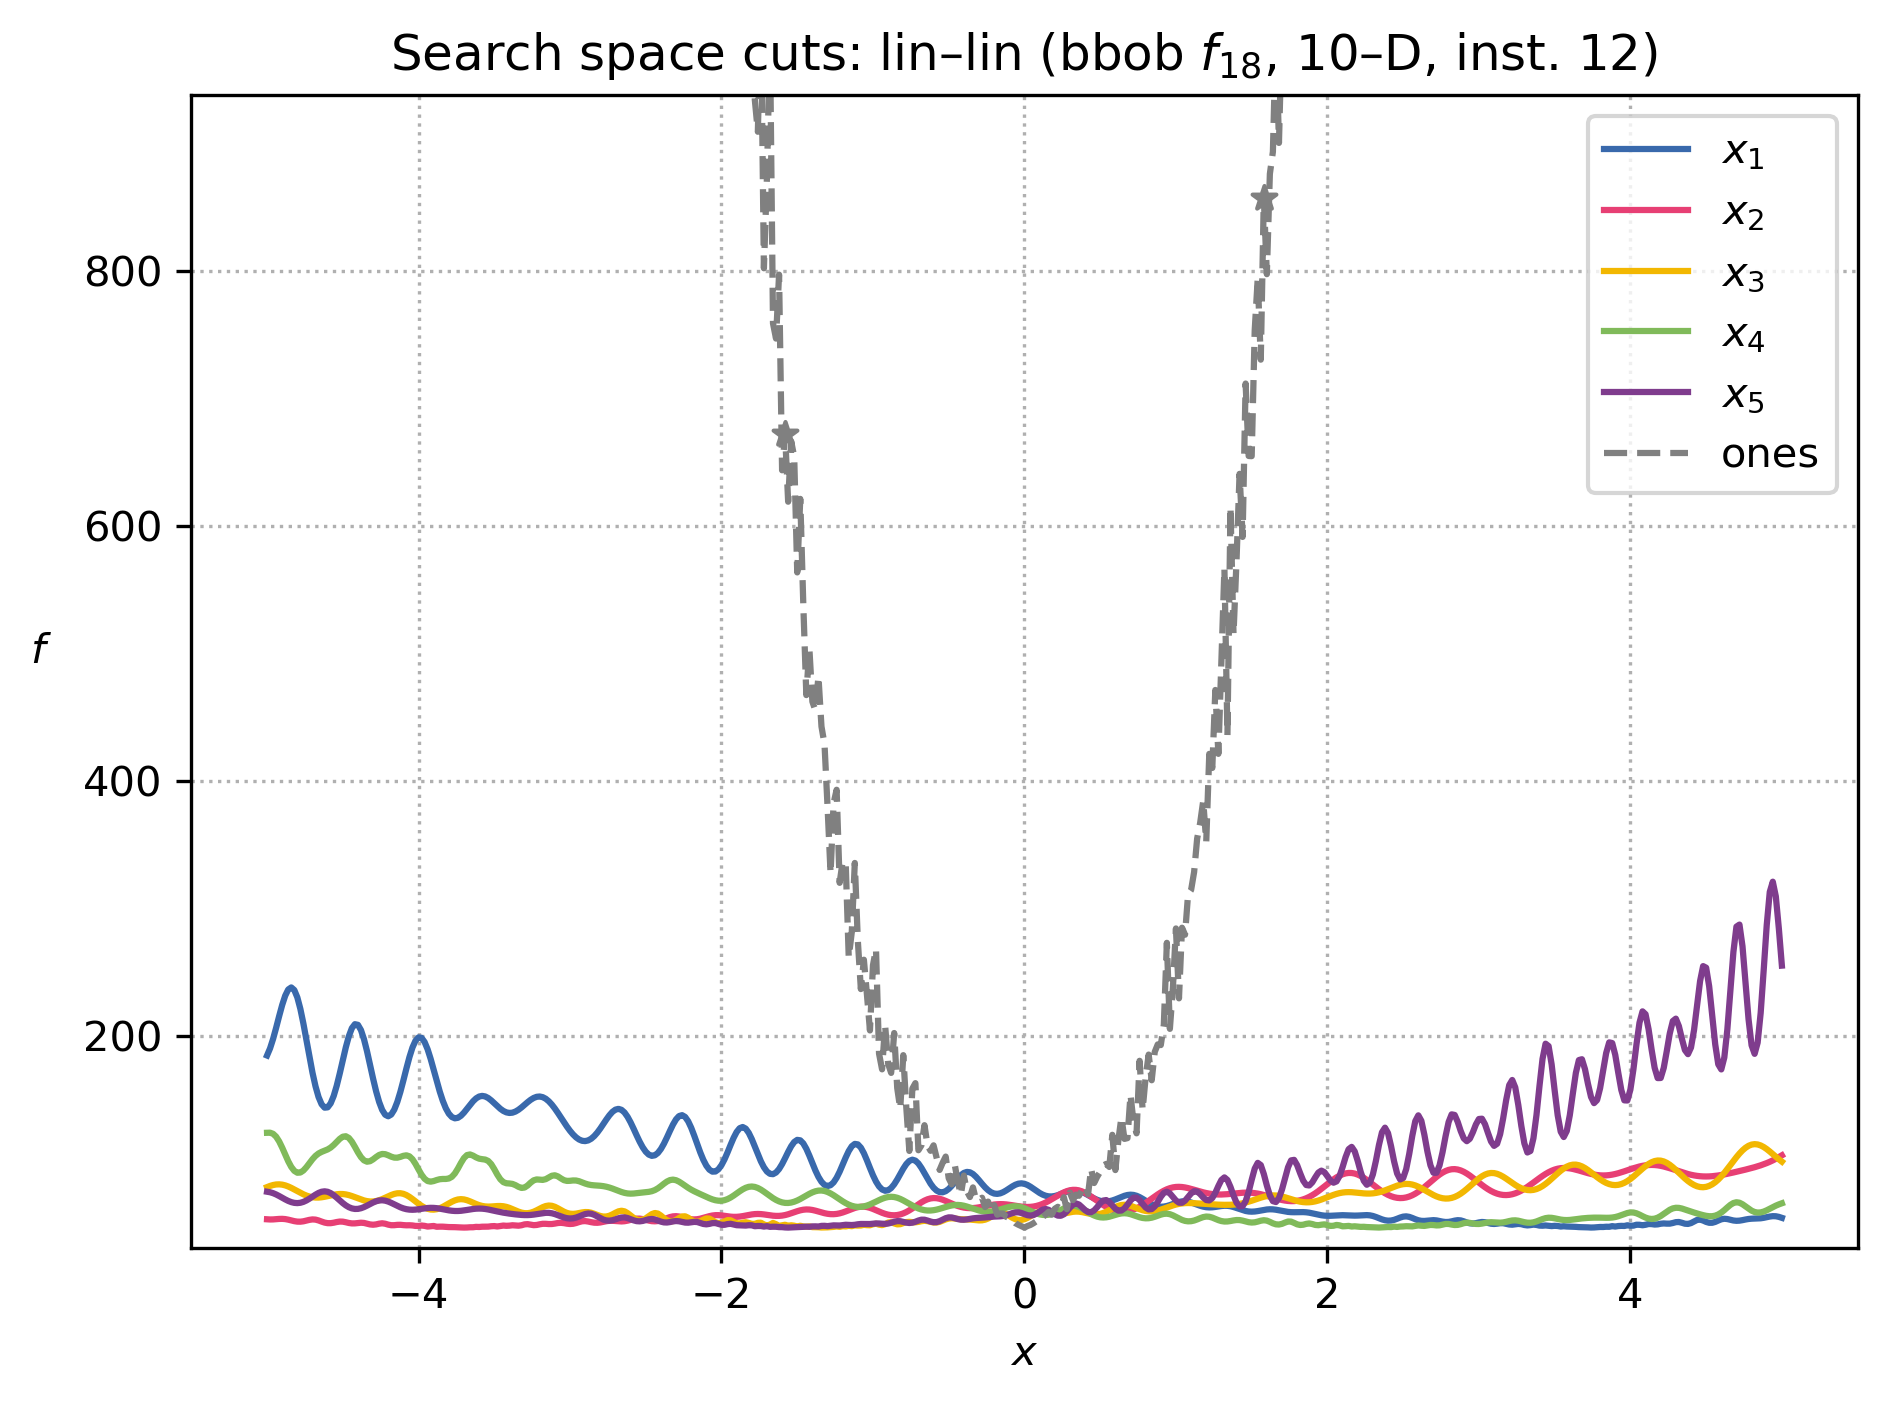 Search space cuts: lin–lin (bbob f₁₈, 10–D, inst. 12)
x₁
x₂
x₃
x₄
x₅
ones
800
600
400
200
f
−4
−2
0
2
4
x